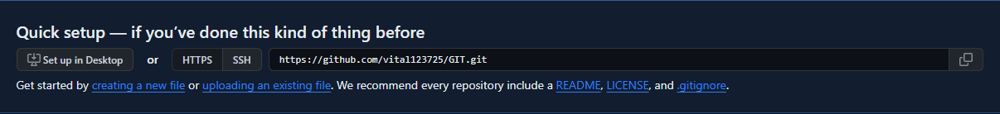 Quick setup — if you’ve done this kind of thing before
Set up in Desktop or HTTPS SSH https://github.com/vital123725/GIT.git
Get started by creating a new file or uploading an existing file. We recommend every repository include a README, LICENSE, and .gitignore.